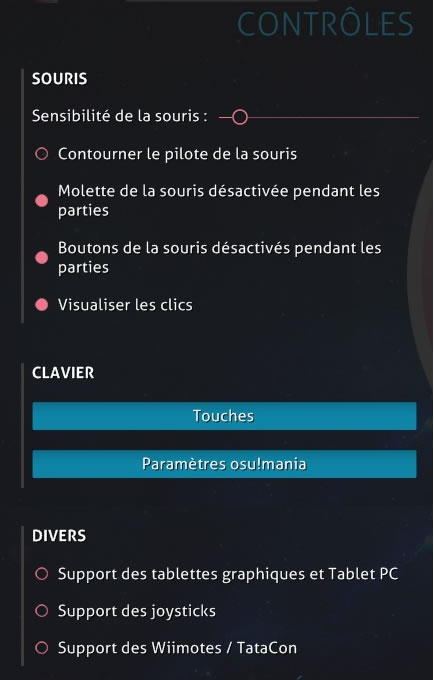 CONTRÔLES
SOURIS
Sensibilité de la souris :
Contourner le pilote de la souris
Molette de la souris désactivée pendant les
parties
Boutons de la souris désactivés pendant les
parties
Visualiser les clics
CLAVIER
Touches
Paramètres osu!mania
DIVERS
Support des tablettes graphiques et Tablet PC
Support des joysticks
Support des Wiimotes / TataCon